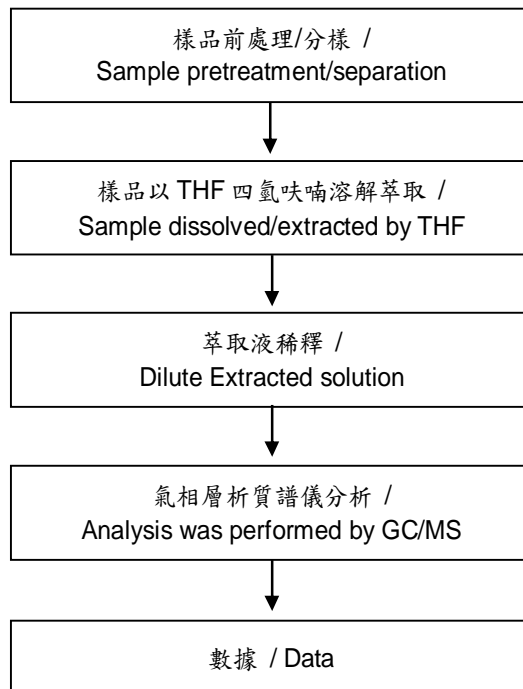 樣品前處理/分樣 /
Sample pretreatment/separation
樣品以 THF 四氫呋喃溶解萃取 /
Sample dissolved/extracted by THF
萃取液稀釋 /
Dilute Extracted solution
氣相層析質譜儀分析 /
Analysis was performed by GC/MS
數據 / Data